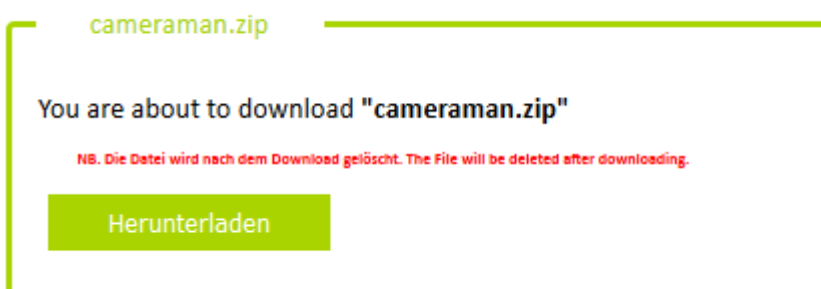 cameraman.zip
You are about to download "cameraman.zip"
NB. Die Datei wird nach dem Download gelöscht. The File will be deleted after downloading.
Herunterladen